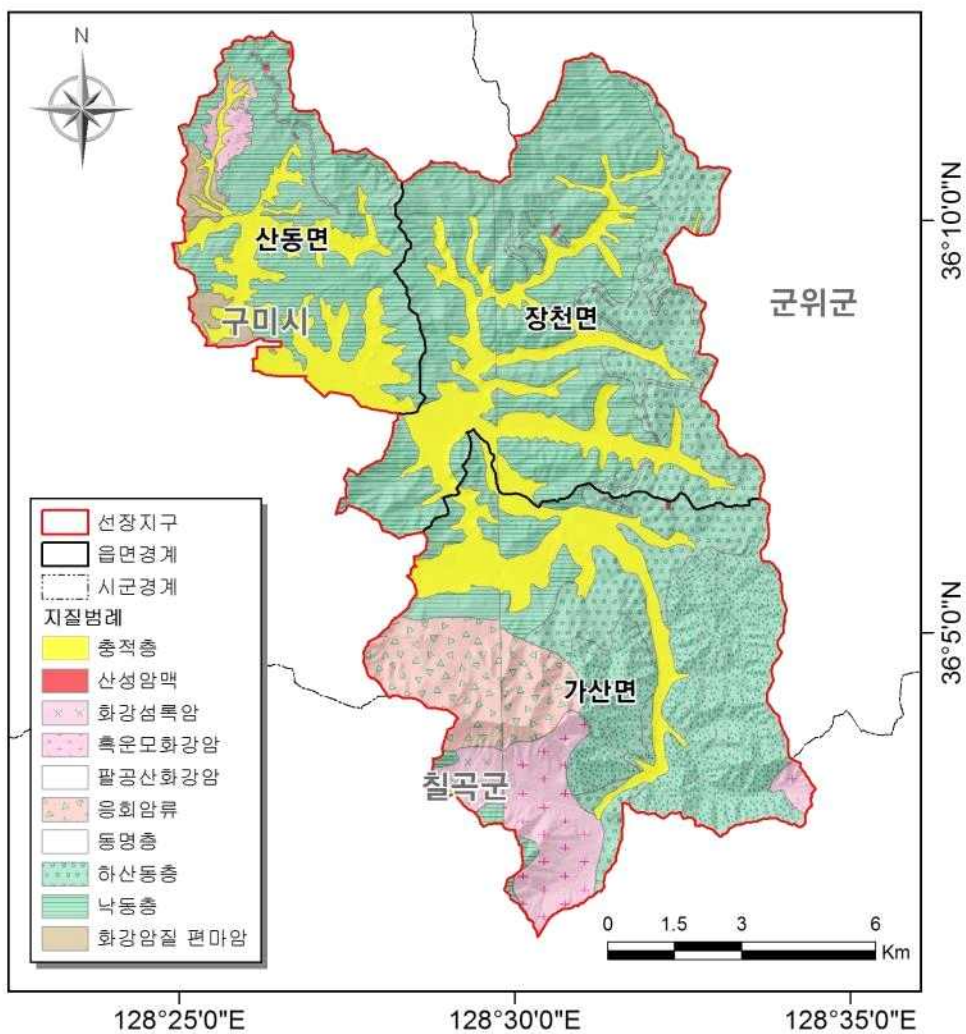 N
산동면
구미시
장천면
군위군
가산면
칠곡군
36°10'0"N
36°5'0"N
선장지구
읍면경계
시군경계
지질범례
충적층
산성암맥
화강섬록암
흑운모화강암
팔공산화강암
응회암류
동명층
하산동층
낙동층
화강암질 편마암
0 1.5 3 6
Km
128°25'0"E 128°30'0"E 128°35'0"E